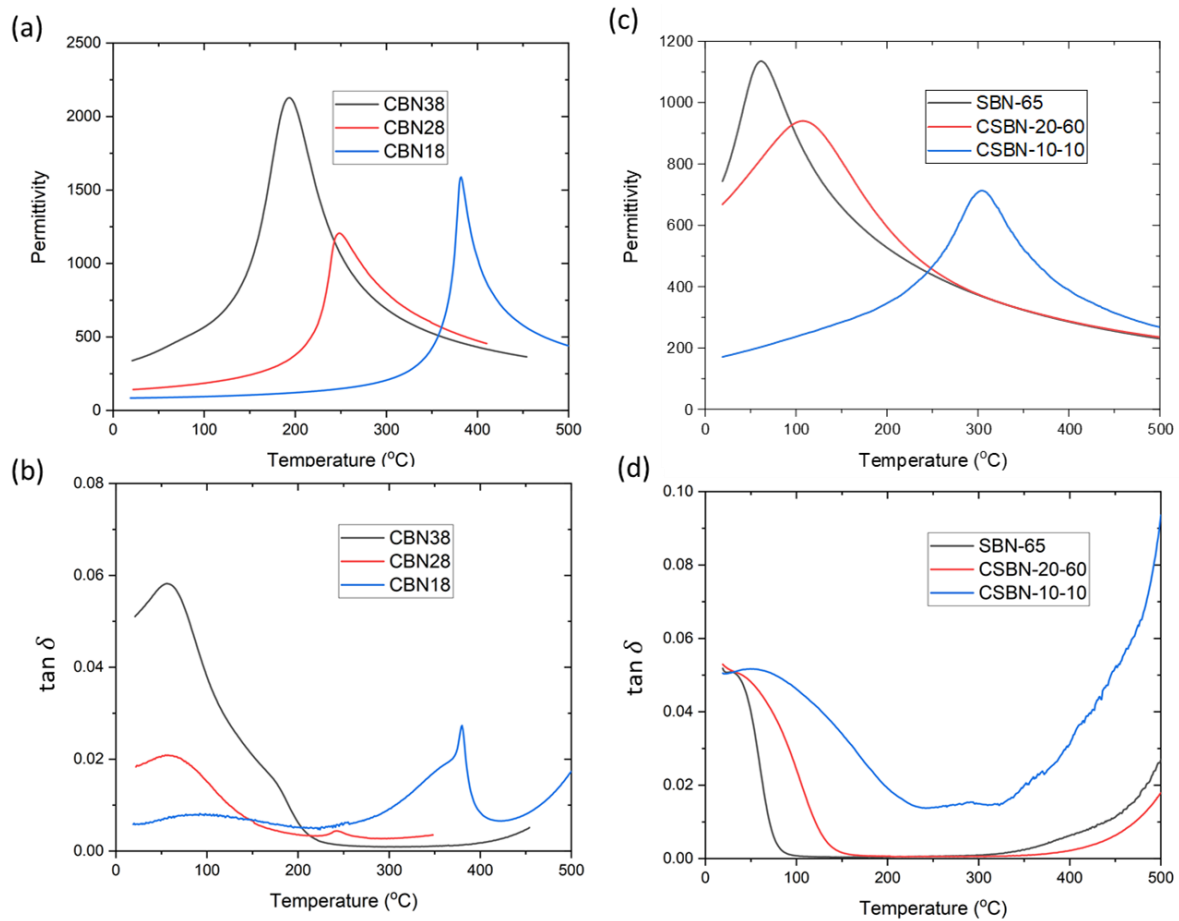 (a)
2500
2000
1500
1000
500
0
Permittivity
CBN38
CBN28
CBN18
0 100 200 300 400 500
Temperature (°C)
(c)
1200
1000
800
600
400
200
0
Permittivity
SBN-65
CSBN-20-60
CSBN-10-10
0 100 200 300 400 500
Temperature (°C)
(b)
0.08
0.06
0.04
0.02
0.00
tan δ
CBN38
CBN28
CBN18
0 100 200 300 400 500
Temperature (°C)
(d)
0.10
0.08
0.06
0.04
0.02
0.00
tan δ
SBN-65
CSBN-20-60
CSBN-10-10
0 100 200 300 400 500
Temperature (°C)